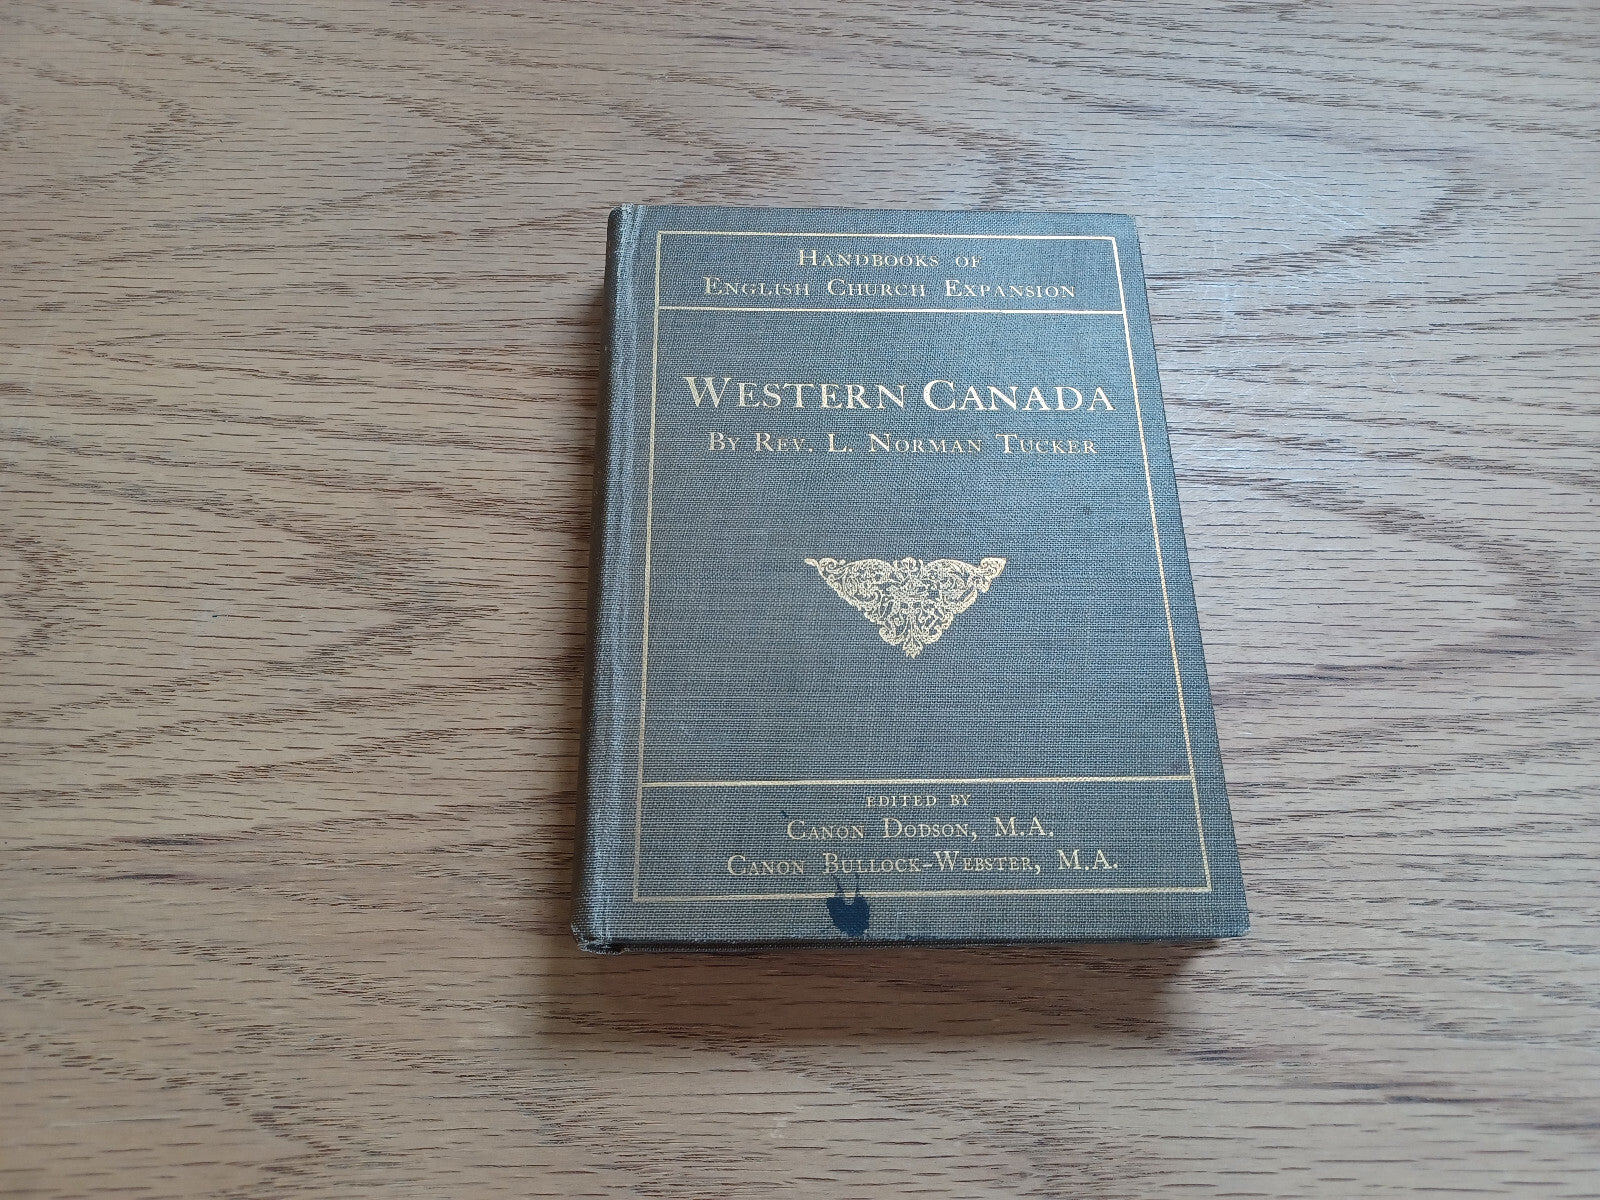 Handbooks of
English Church Expansion
Western Canada
By Rev. L. Norman Tucker
edited by
Canon Dodson, M.A.
Canon Bullock-Webster, M.A.